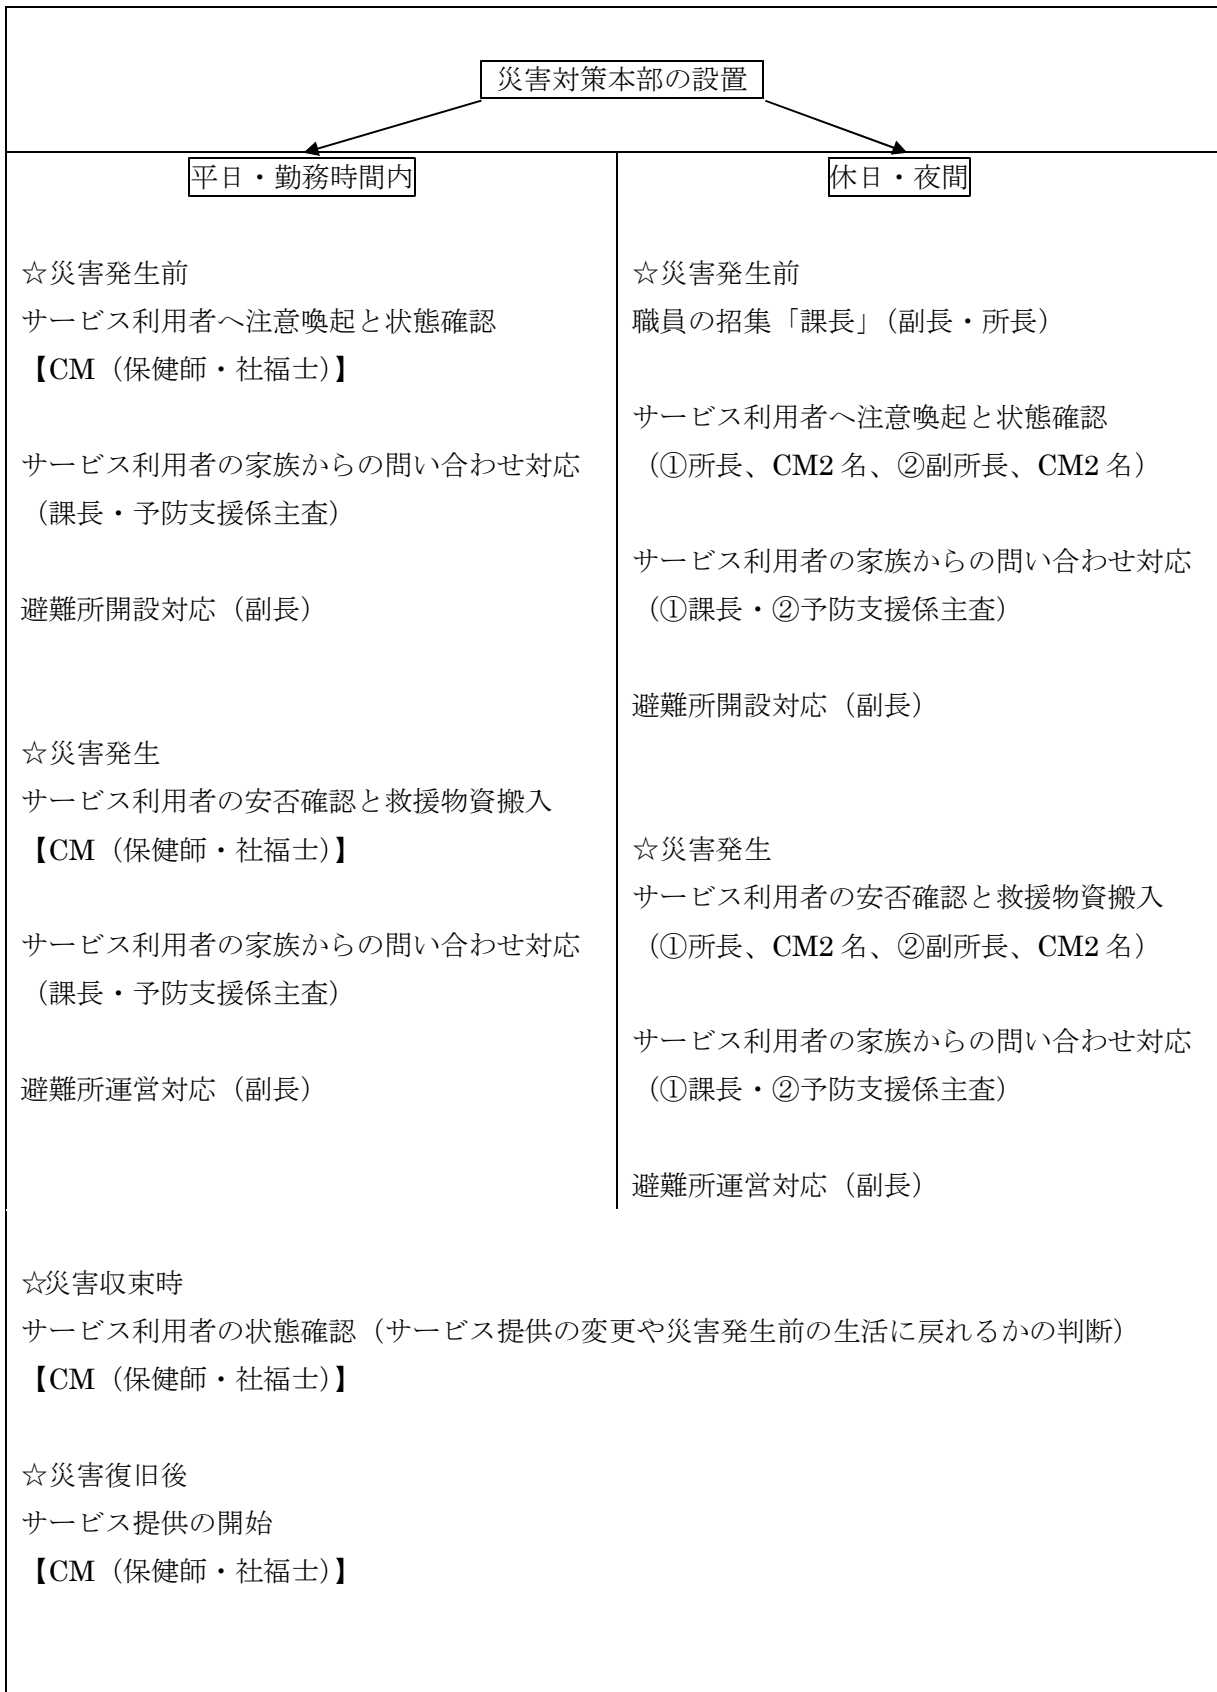 災害対策本部の設置
平日・勤務時間内
☆災害発生前
サービス利用者へ注意喚起と状態確認
【CM（保健師・社福士）】
サービス利用者の家族からの問い合わせ対応
（課長・予防支援係主査）
避難所開設対応（副長）
☆災害発生
サービス利用者の安否確認と救援物資搬入
【CM（保健師・社福士）】
サービス利用者の家族からの問い合わせ対応
（課長・予防支援係主査）
避難所運営対応（副長）
休日・夜間
☆災害発生前
職員の招集「課長」（副長・所長）
サービス利用者へ注意喚起と状態確認
（①所長、CM2名、②副所長、CM2名）
サービス利用者の家族からの問い合わせ対応
（①課長・②予防支援係主査）
避難所開設対応（副長）
☆災害発生
サービス利用者の安否確認と救援物資搬入
（①所長、CM2名、②副所長、CM2名）
サービス利用者の家族からの問い合わせ対応
（①課長・②予防支援係主査）
避難所運営対応（副長）
☆災害収束時
サービス利用者の状態確認（サービス提供の変更や災害発生前の生活に戻れるかの判断）
【CM（保健師・社福士）】
☆災害復旧後
サービス提供の開始
【CM（保健師・社福士）】